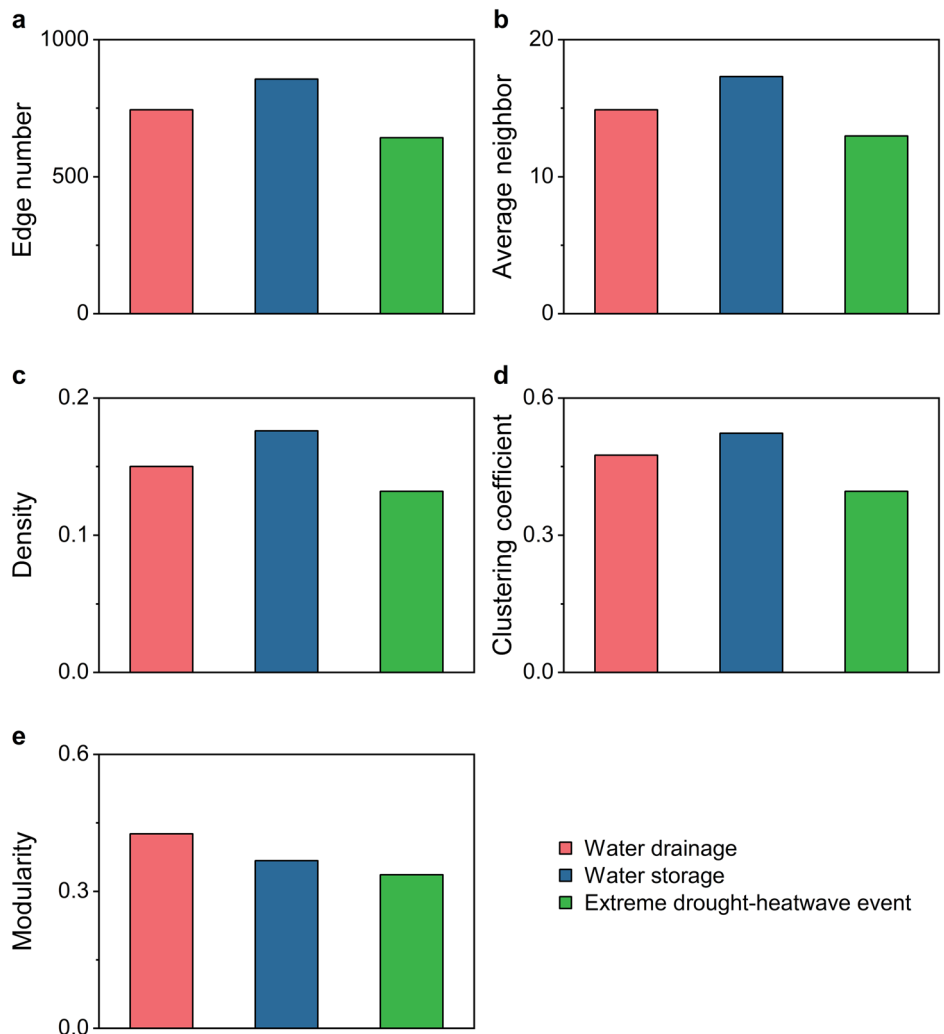 a
1000
500
0
Edge number
b
20
10
0
Average neighbor
c
0.2
0.1
0.0
Density
d
0.6
0.3
0.0
Clustering coefficient
e
0.6
0.3
0.0
Modularity
Water drainage
Water storage
Extreme drought-heatwave event